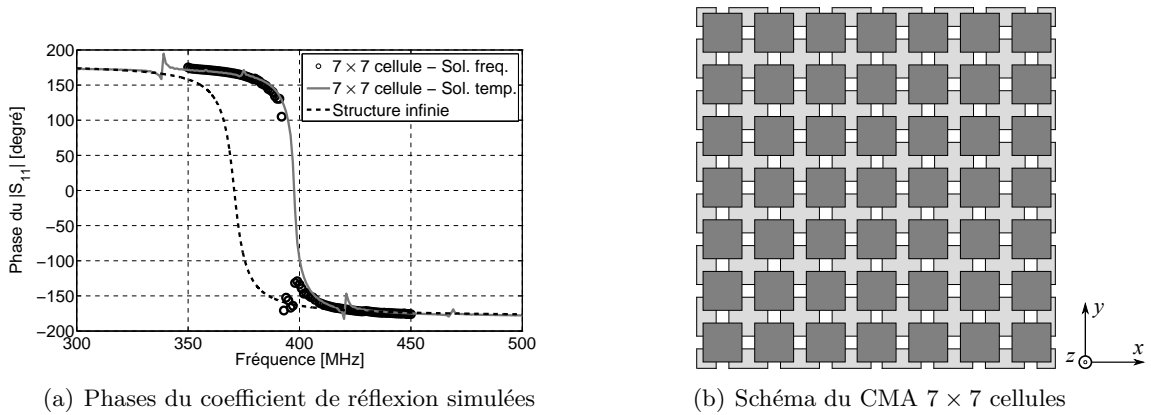 200
150
100
50
0
−50
−100
−150
−200
300
350
400
450
500
Phase du |S11| [degré]
Fréquence [MHz]
7 × 7 cellule − Sol. freq.
7 × 7 cellule − Sol. temp.
Structure infinie
y
z
x
(a) Phases du coefficient de réflexion simulées
(b) Schéma du CMA 7 × 7 cellules